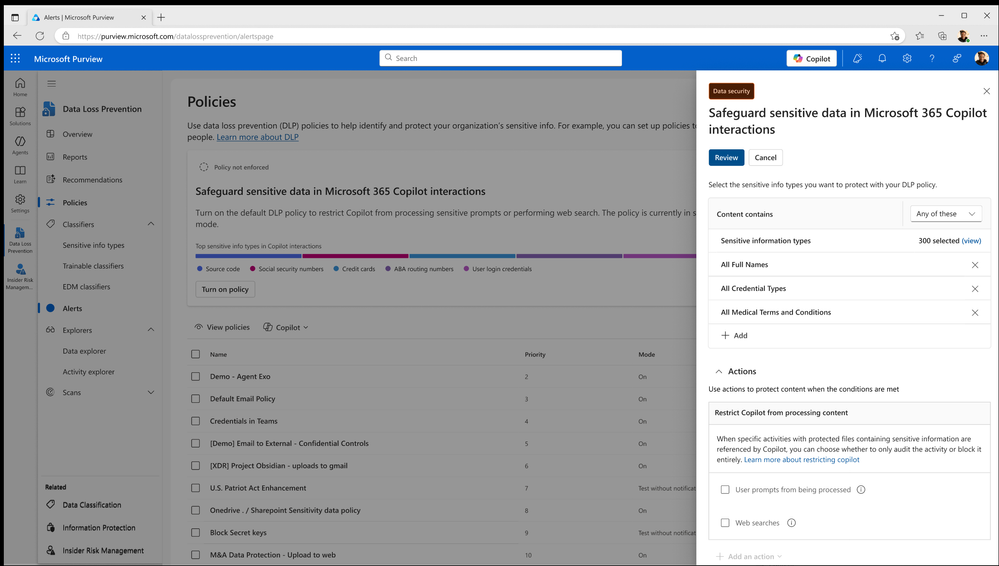 Alerts | Microsoft Purview
https://purview.microsoft.com/datalossprevention/alertspage
Microsoft Purview
Search
Copilot
Home
Solutions
Agents
Learn
Settings
Data Loss
Prevention
Insider Risk
Managem...
Data Loss Prevention
Overview
Reports
Recommendations
Policies
Classifiers
Sensitive info types
Trainable classifiers
EDM classifiers
Alerts
Explorers
Data explorer
Activity explorer
Scans
Related
Data Classification
Information Protection
Insider Risk Management
Policies
Use data loss prevention (DLP) policies to help identify and protect your organization's sensitive info. For example, you can set up policies to
people. Learn more about DLP
Policy not enforced
Safeguard sensitive data in Microsoft 365 Copilot interactions
Turn on the default DLP policy to restrict Copilot from processing sensitive prompts or performing web search. The policy is currently in s
mode.
Top sensitive info types in Copilot interactions
Source code Social security numbers Credit cards ABA routing numbers User login credentials
Turn on policy
View policies Copilot
Name Priority Mode
Demo - Agent Exo 2 On
Default Email Policy 3 On
Credentials in Teams 4 On
[Demo] Email to External - Confidential Controls 5 On
[XDR] Project Obsidian - uploads to gmail 6 On
U.S. Patriot Act Enhancement 7 Test without notificat
Onedrive . / Sharepoint Sensitivity data policy 8 On
Block Secret keys 9 Test without notificat
M&A Data Protection - Upload to web 10 On
Data security
Safeguard sensitive data in Microsoft 365 Copilot
interactions
Review Cancel
Select the sensitive info types you want to protect with your DLP policy.
Content contains Any of these
Sensitive information types 300 selected (view)
All Full Names
All Credential Types
All Medical Terms and Conditions
Add
Actions
Use actions to protect content when the conditions are met
Restrict Copilot from processing content
When specific activities with protected files containing sensitive information are
referenced by Copilot, you can choose whether to only audit the activity or block it
entirely. Learn more about restricting copilot
User prompts from being processed
Web searches
Add an action